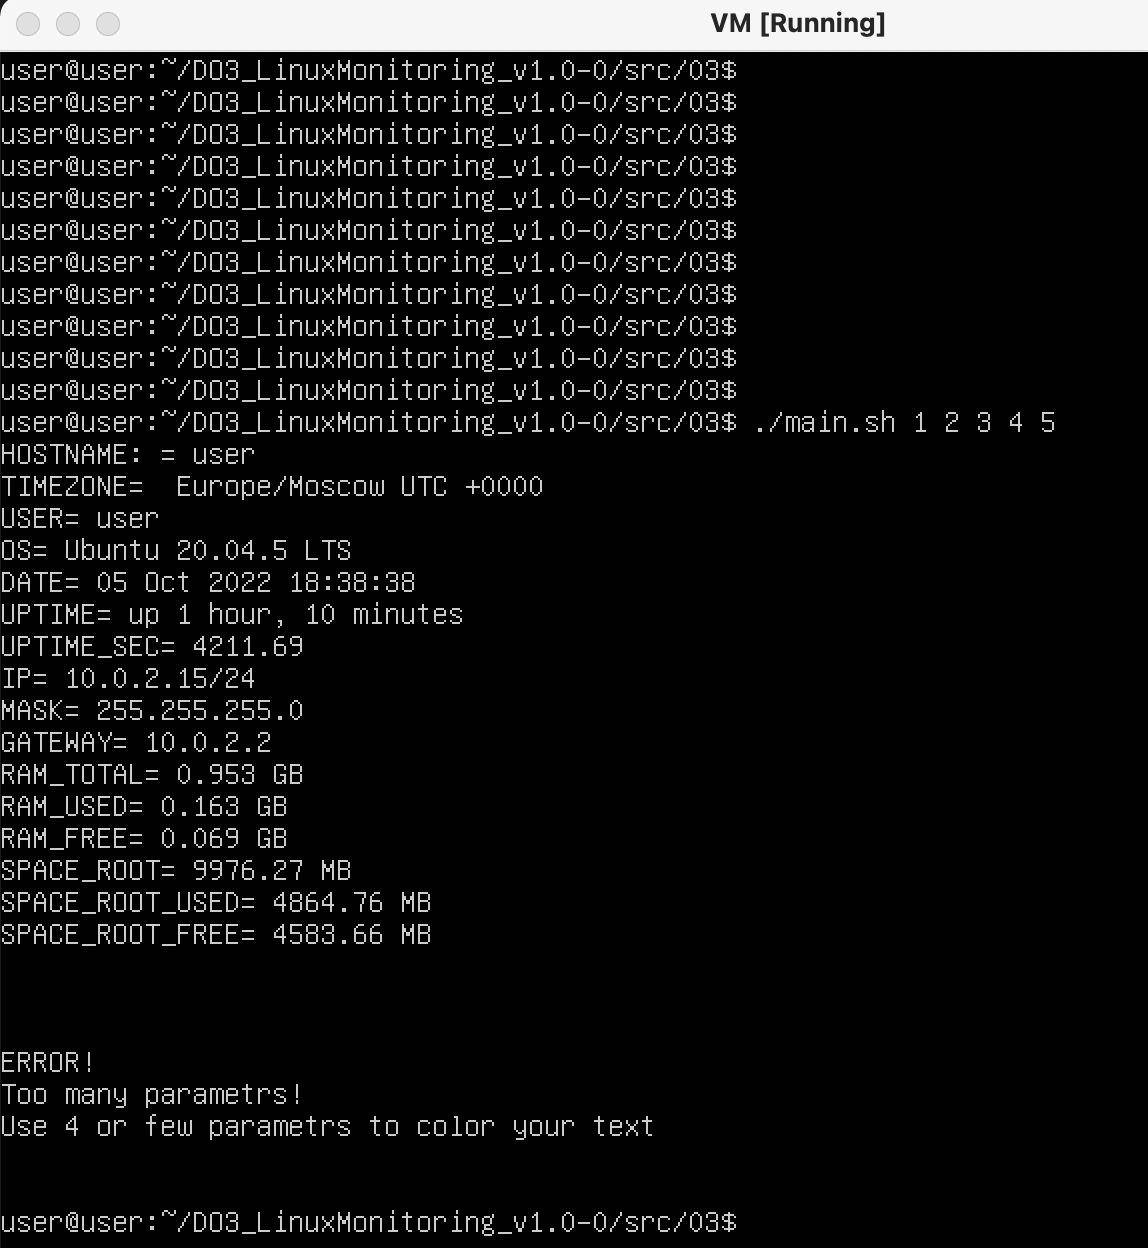 VM [Running]
user@user:~/DO3_LinuxMonitoring_v1.0-0/src/03$
user@user:~/DO3_LinuxMonitoring_v1.0-0/src/03$
user@user:~/DO3_LinuxMonitoring_v1.0-0/src/03$
user@user:~/DO3_LinuxMonitoring_v1.0-0/src/03$
user@user:~/DO3_LinuxMonitoring_v1.0-0/src/03$
user@user:~/DO3_LinuxMonitoring_v1.0-0/src/03$
user@user:~/DO3_LinuxMonitoring_v1.0-0/src/03$
user@user:~/DO3_LinuxMonitoring_v1.0-0/src/03$
user@user:~/DO3_LinuxMonitoring_v1.0-0/src/03$
user@user:~/DO3_LinuxMonitoring_v1.0-0/src/03$
user@user:~/DO3_LinuxMonitoring_v1.0-0/src/03$
user@user:~/DO3_LinuxMonitoring_v1.0-0/src/03$ ./main.sh 1 2 3 4 5
HOSTNAME: = user
TIMEZONE=  Europe/Moscow UTC +0000
USER= user
OS= Ubuntu 20.04.5 LTS
DATE= 05 Oct 2022 18:38:38
UPTIME= up 1 hour, 10 minutes
UPTIME_SEC= 4211.69
IP= 10.0.2.15/24
MASK= 255.255.255.0
GATEWAY= 10.0.2.2
RAM_TOTAL= 0.953 GB
RAM_USED= 0.163 GB
RAM_FREE= 0.069 GB
SPACE_ROOT= 9976.27 MB
SPACE_ROOT_USED= 4864.76 MB
SPACE_ROOT_FREE= 4583.66 MB
ERROR!
Too many parametrs!
Use 4 or few parametrs to color your text
user@user:~/DO3_LinuxMonitoring_v1.0-0/src/03$